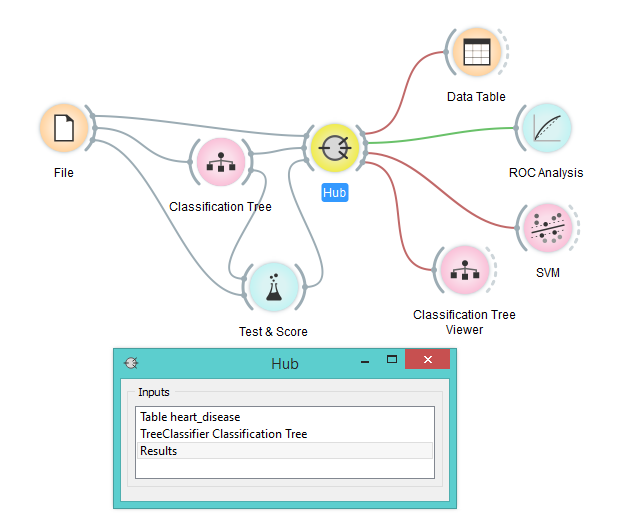 Data Table
File
Classification Tree
Hub
ROC Analysis
SVM
Test & Score
Classification Tree
Viewer
Hub
Inputs
Table heart_disease
TreeClassifier Classification Tree
Results